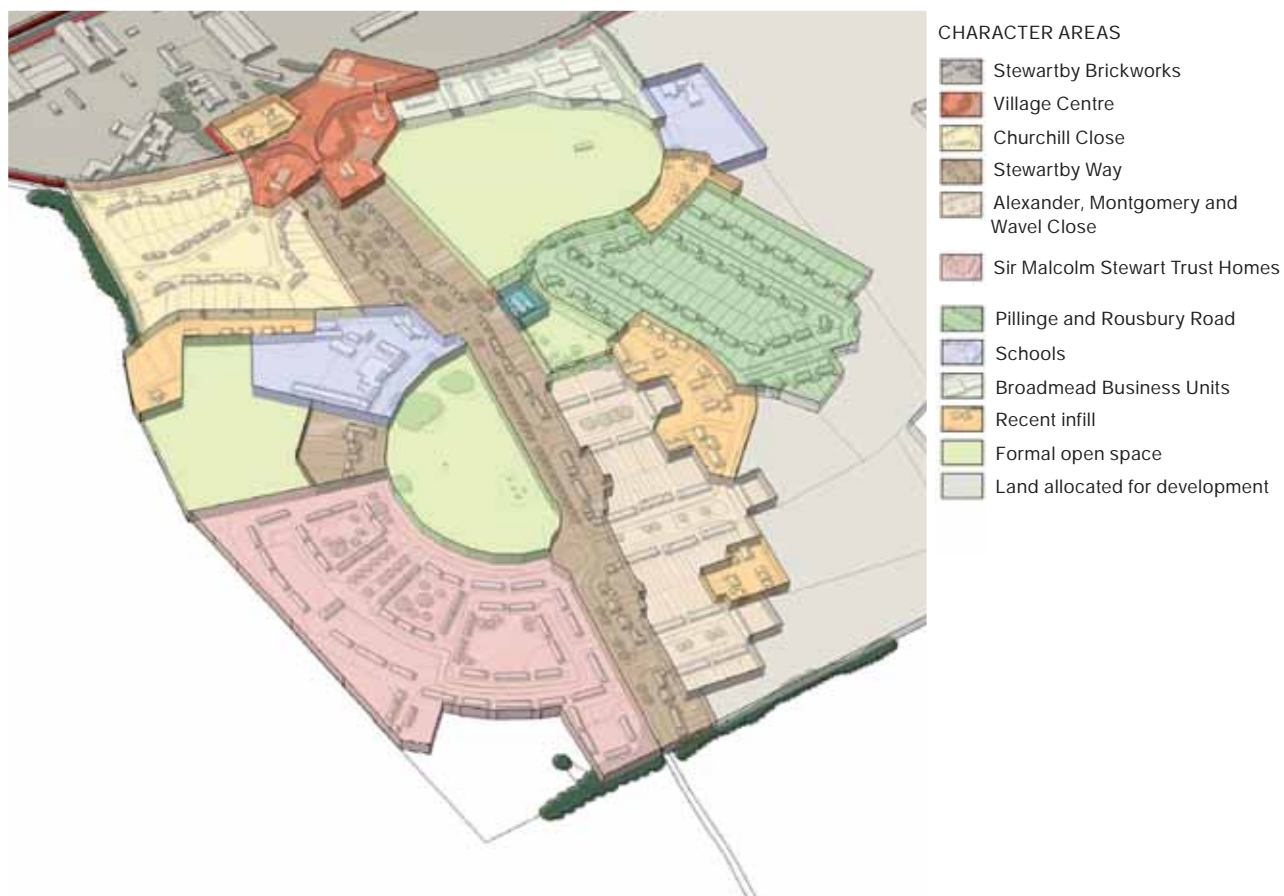 CHARACTER AREAS
Stewartby Brickworks
Village Centre
Churchill Close
Stewartby Way
Alexander, Montgomery and
Wavel Close
Sir Malcolm Stewart Trust Homes
Pillinge and Rousbury Road
Schools
Broadmead Business Units
Recent infill
Formal open space
Land allocated for development